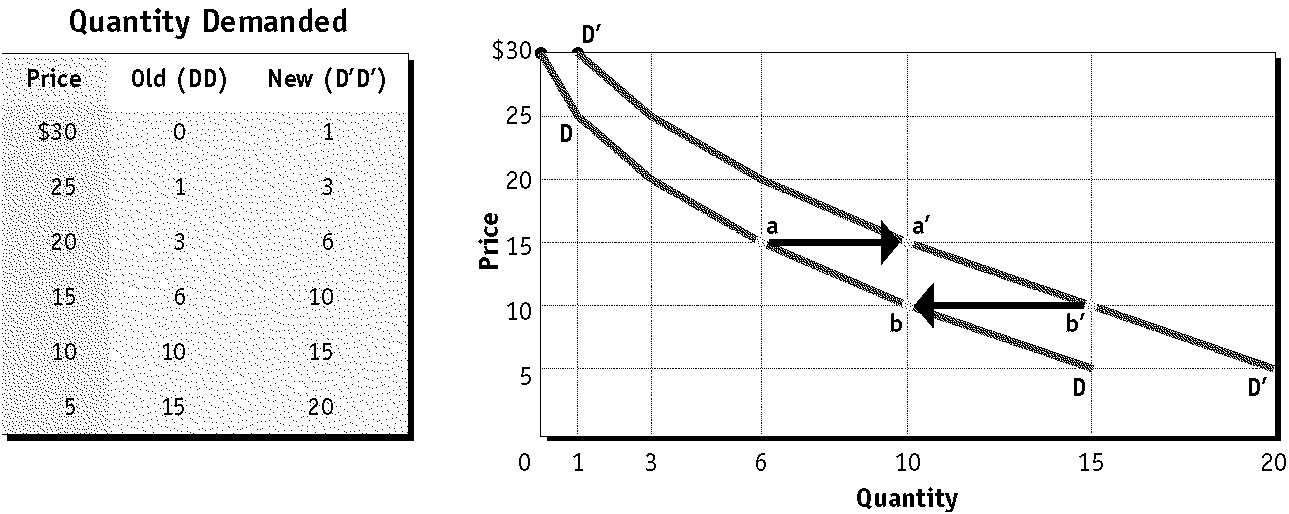 Quantity Demanded
Price Old (DD) New (D′D′)
$30 0 1
25 1 3
20 3 6
15 6 10
10 10 15
5 15 20
D′
$30
25
D
20
a a′
15
Price
10
b b′
5
D D′
0 1 3 6 10 15 20
Quantity